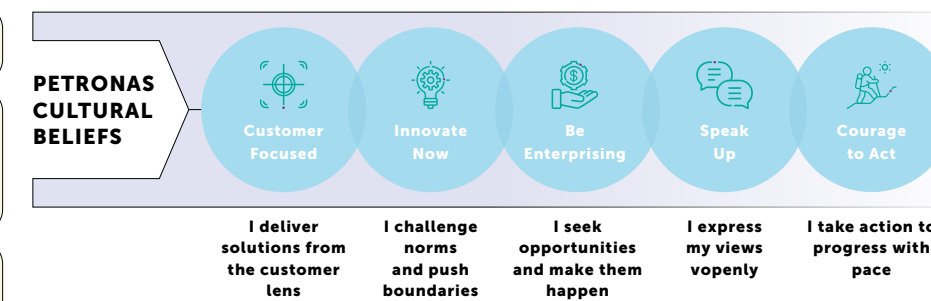 PETRONAS
CULTURAL
BELIEFS
Customer
Focused
Innovate
Now
$
Be
Enterprising
Speak
Up
Courage
to Act
I deliver
solutions from
the customer
lens
I challenge
norms
and push
boundaries
I seek
opportunities
and make them
happen
I express
my views
vopenly
I take action to
progress with
pace